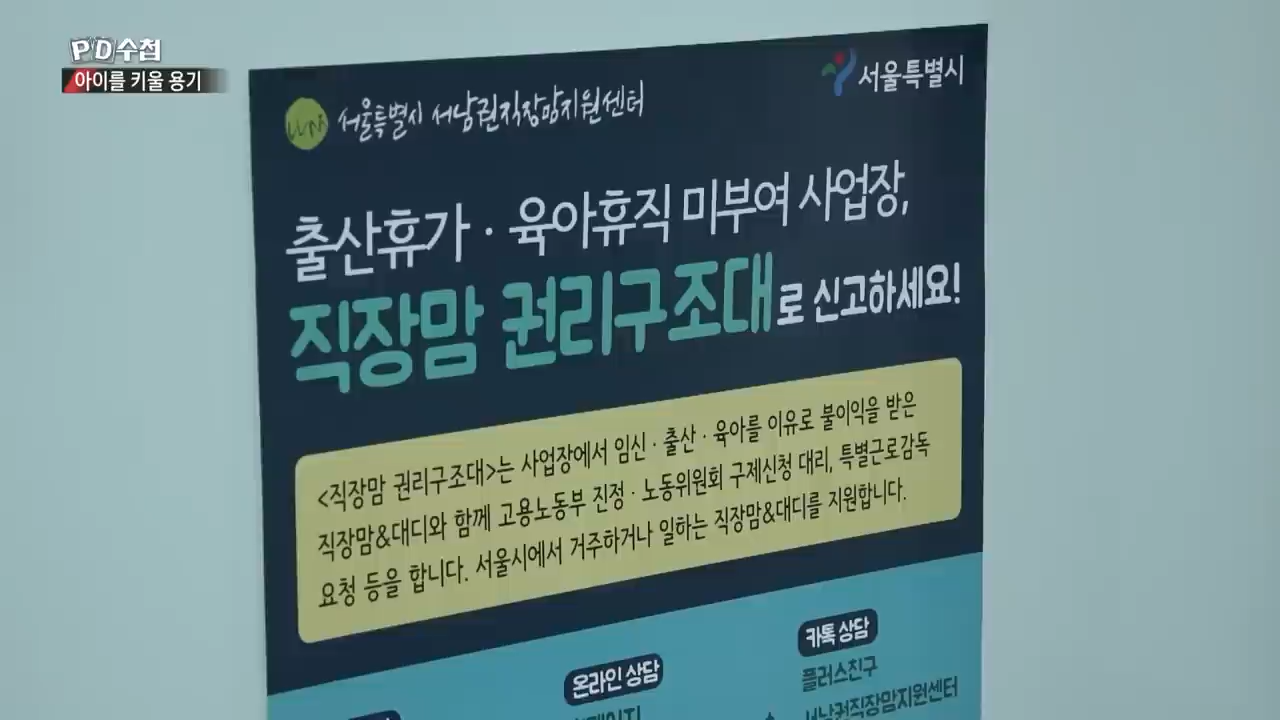 PD수첩
아이를 키울 용기
서울특별시 서남권직장맘지원센터
서울특별시
출산휴가·육아휴직 미부여 사업장,
직장맘 권리구조대로 신고하세요!
<직장맘 권리구조대>는 사업장에서 임신·출산·육아를 이유로 불이익을 받은
직장맘&대디와 함께 고용노동부 진정·노동위원회 구제신청 대리, 특별근로감독
요청 등을 합니다. 서울시에서 거주하거나 일하는 직장맘&대디를 지원합니다.
온라인 상담
카톡 상담
플러스친구
서남권직장맘지원센터